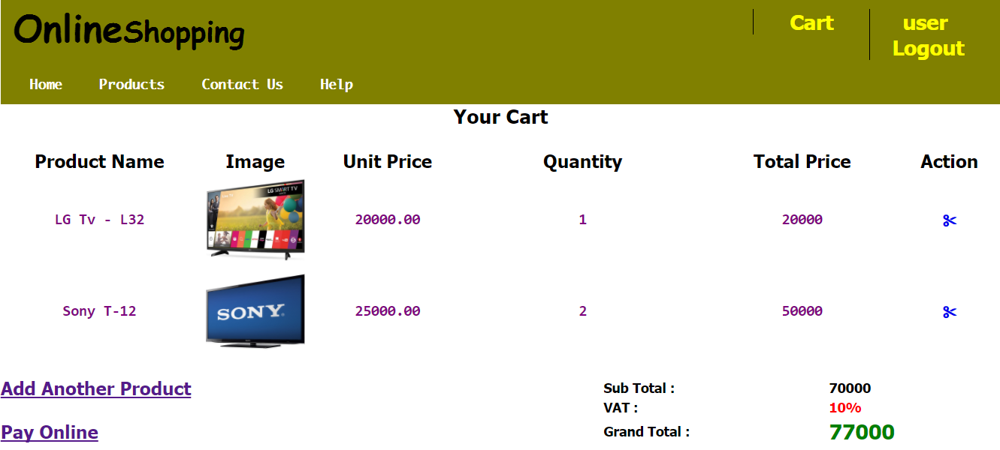 OnlineShopping
Cart
user
Logout
Home Products Contact Us Help
Your Cart
Product Name Image Unit Price Quantity Total Price Action
LG SMART TV
LG Tv - L32 20000.00 1 20000
SONY
Sony T-12 25000.00 2 50000
Add Another Product
Sub Total : 70000
VAT : 10%
Pay Online
Grand Total : 77000